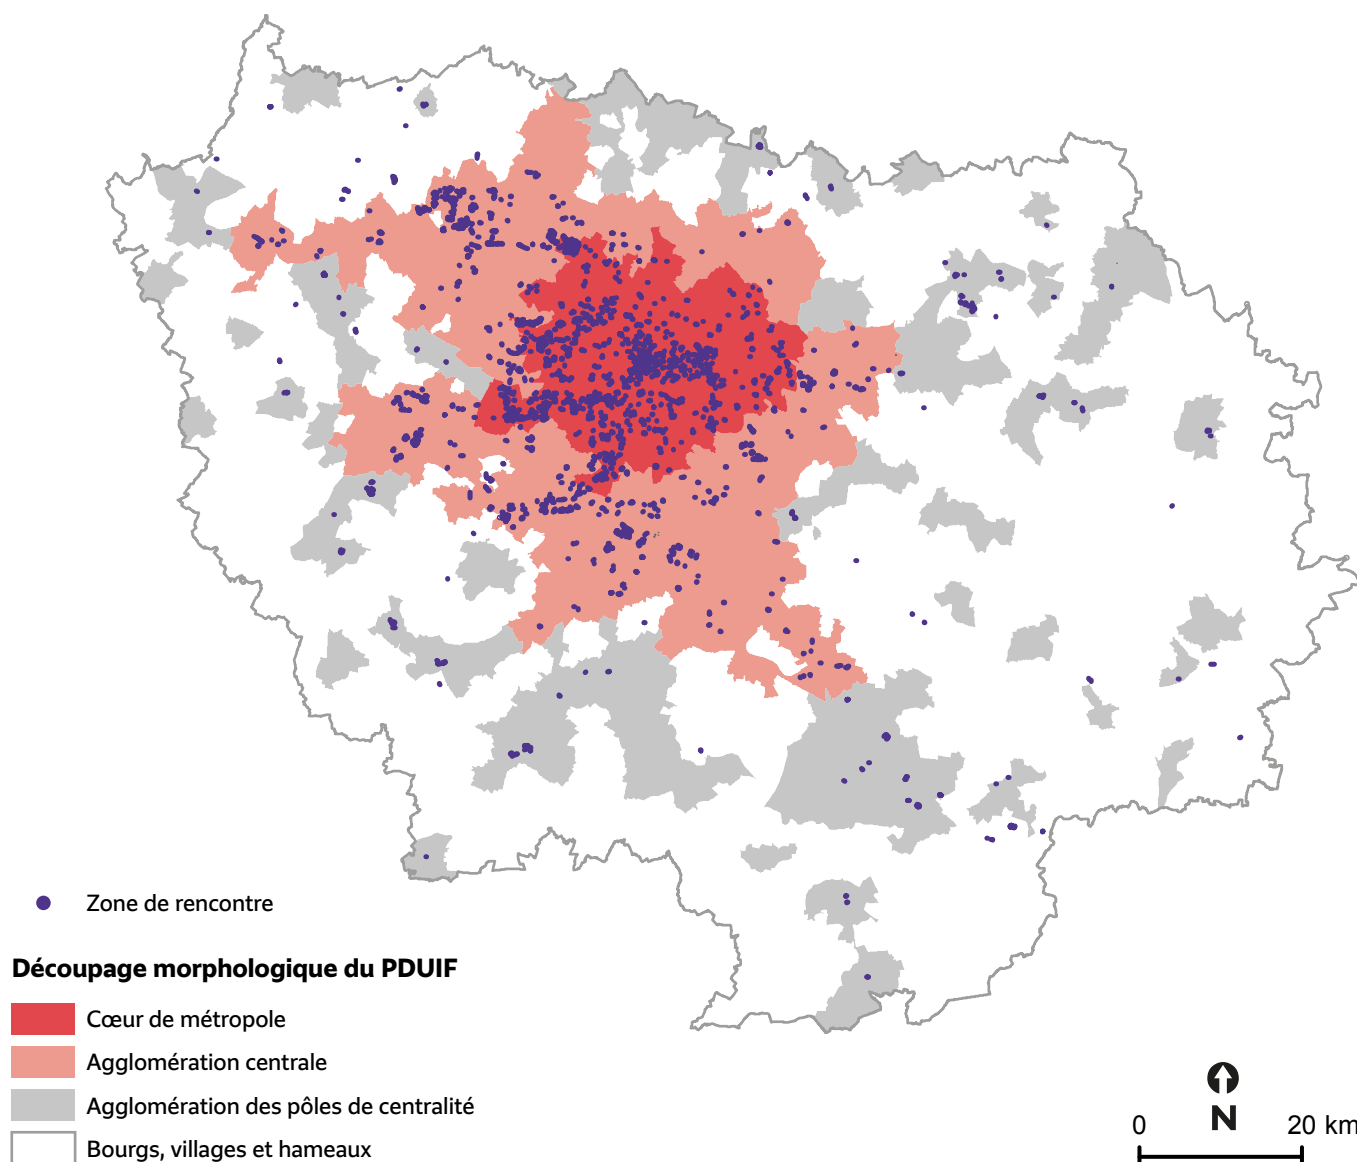 Zone de rencontre
Découpage morphologique du PDUIF
Cœur de métropole
Agglomération centrale
Agglomération des pôles de centralité
Bourgs, villages et hameaux
N
0 20 km